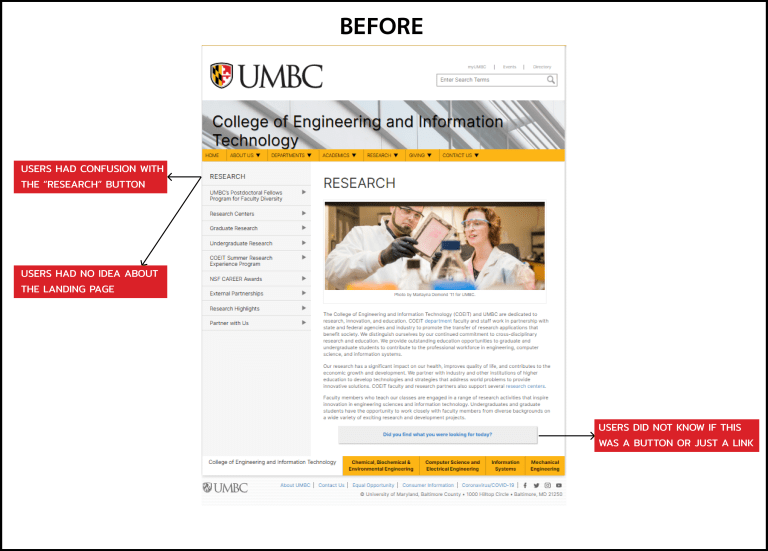 BEFORE
UMBC
myUMBC | Events | Directory
Enter Search Terms
College of Engineering and Information
Technology
HOME ABOUT US ▼ DEPARTMENTS ▼ ACADEMICS ▼ RESEARCH ▼ GIVING ▼ CONTACT US ▼
USERS HAD CONFUSION WITH
THE “RESEARCH” BUTTON
USERS HAD NO IDEA ABOUT
THE LANDING PAGE
RESEARCH
UMBC's Postdoctoral Fellows
Program for Faculty Diversity
Research Centers
Graduate Research
Undergraduate Research
COEIT Summer Research
Experience Program
NSF CAREER Awards
External Partnerships
Research Highlights
Partner with Us
RESEARCH
Photo by Marlayna Demond '11 for UMBC.
The College of Engineering and Information Technology (COEIT) and UMBC are dedicated to
research, innovation, and education. COEIT department faculty and staff work in partnership with
state and federal agencies and industry to promote the transfer of research applications that
benefit society. We distinguish ourselves by our continued commitment to cross-disciplinary
research and education. We provide outstanding education opportunities to graduate and
undergraduate students to contribute to the professional workforce in engineering, computer
science, and information systems.
Our research has a significant impact on our health, improves quality of life, and contributes to the
economic growth and development. We partner with industry and other institutions of higher
education to develop technologies and strategies that address world problems to provide
innovative solutions. COEIT faculty and research partners also support several research centers.
Faculty members who teach our classes are engaged in a range of research activities that inspire
innovation in engineering sciences and information technology. Undergraduates and graduate
students have the opportunity to work closely with faculty members from diverse backgrounds on
a wide variety of exciting research and development projects.
Did you find what you were looking for today?
USERS DID NOT KNOW IF THIS
WAS A BUTTON OR JUST A LINK
College of Engineering and Information Technology
Chemical, Biochemical &
Environmental Engineering
Computer Science and
Electrical Engineering
Information
Systems
Mechanical
Engineering
UMBC
About UMBC | Contact Us | Equal Opportunity | Consumer Information | Coronavirus/COVID-19 |
© University of Maryland, Baltimore County • 1000 Hilltop Circle • Baltimore, MD 21250